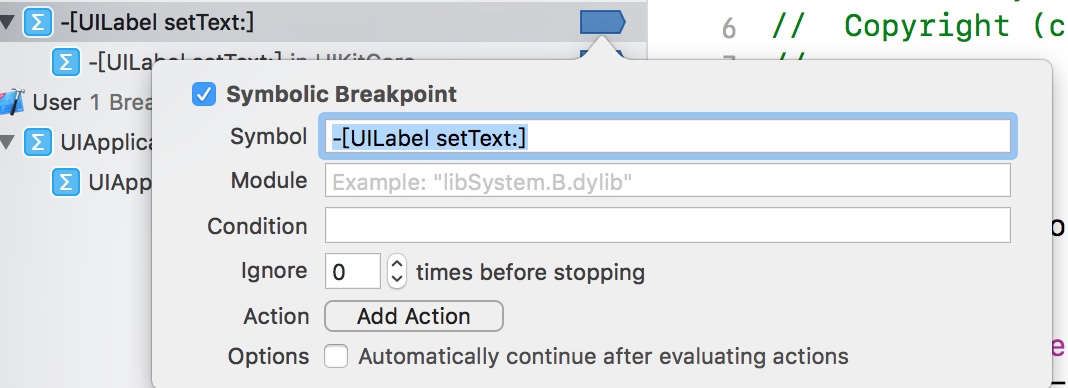 -[UILabel setText:]
6 // Copyright (c
-[UILabel setText:] in UIKitCore
7 //
User 1 Brea
UIApplica
UIApp
Symbolic Breakpoint
Symbol -[UILabel setText:]
Module Example: "libSystem.B.dylib"
Condition
Ignore 0 times before stopping
Action Add Action
Options Automatically continue after evaluating actions